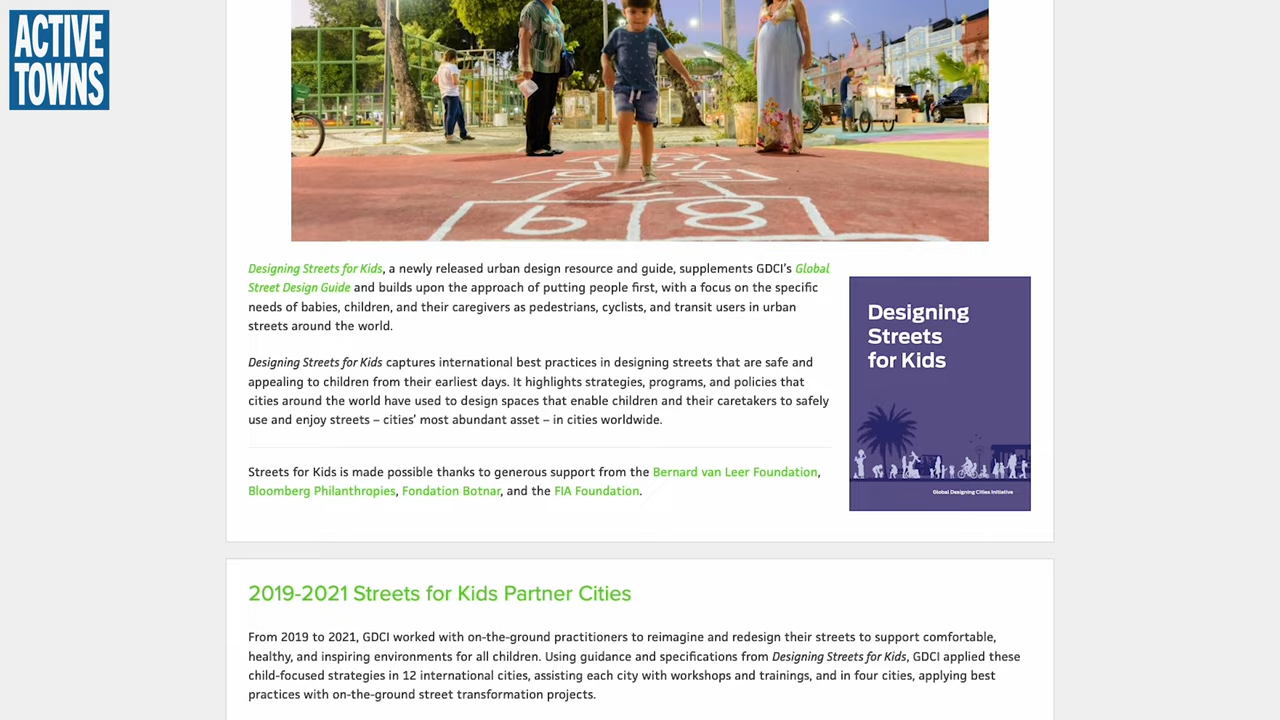 ACTIVE
TOWNS
6
8
Designing Streets for Kids, a newly released urban design resource and guide, supplements GDCI's Global
Street Design Guide and builds upon the approach of putting people first, with a focus on the specific
needs of babies, children, and their caregivers as pedestrians, cyclists, and transit users in urban
streets around the world.
Designing Streets for Kids captures international best practices in designing streets that are safe and
appealing to children from their earliest days. It highlights strategies, programs, and policies that
cities around the world have used to design spaces that enable children and their caretakers to safely
use and enjoy streets – cities' most abundant asset – in cities worldwide.
Streets for Kids is made possible thanks to generous support from the Bernard van Leer Foundation,
Bloomberg Philanthropies, Fondation Botnar, and the FIA Foundation.
Designing
Streets
for Kids
Global Designing Cities Initiative
2019-2021 Streets for Kids Partner Cities
From 2019 to 2021, GDCI worked with on-the-ground practitioners to reimagine and redesign their streets to support comfortable,
healthy, and inspiring environments for all children. Using guidance and specifications from Designing Streets for Kids, GDCI applied these
child-focused strategies in 12 international cities, assisting each city with workshops and trainings, and in four cities, applying best
practices with on-the-ground street transformation projects.